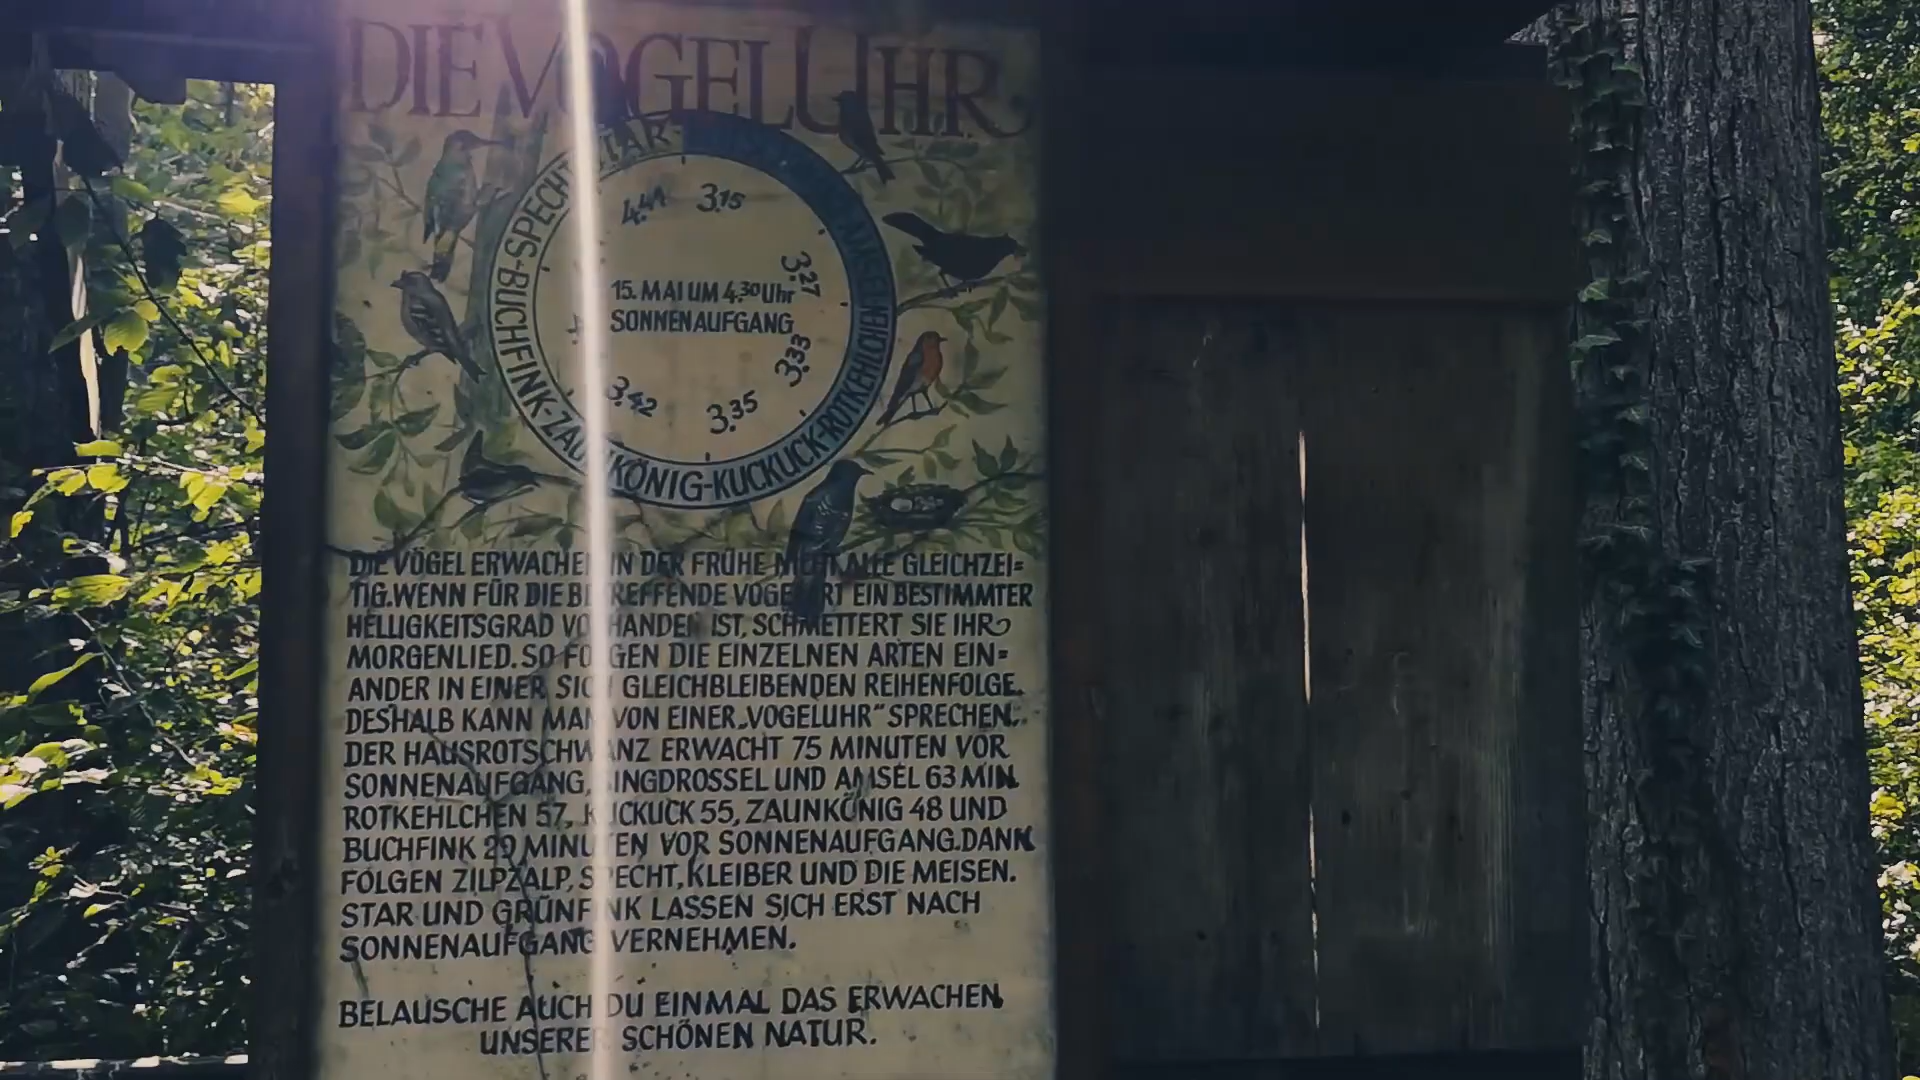 DIE VOGELUHR
STAR
SPECHT-BUCHFINK-ZAUNKÖNIG-KUCKUCK-ROTKEHLCHEN
4.41 3.15
3.27
3.33
3.35
3.42
15. MAI UM 4.30 Uhr
SONNENAUFGANG
DIE VÖGEL ERWACHEN IN DER FRÜHE NICHT ALLE GLEICHZEI=
TIG.WENN FÜR DIE BETREFFENDE VOGELART EIN BESTIMMTER
HELLIGKEITSGRAD VORHANDEN IST, SCHMETTERT SIE IHR
MORGENLIED. SO FOLGEN DIE EINZELNEN ARTEN EIN=
ANDER IN EINER SICH GLEICHBLEIBENDEN REIHENFOLGE.
DESHALB KANN MAN VON EINER „VOGELUHR" SPRECHEN.
DER HAUSROTSCHWANZ ERWACHT 75 MINUTEN VOR
SONNENAUFGANG, SINGDROSSEL UND AMSEL 63 MIN.
ROTKEHLCHEN 57, KUCKUCK 55, ZAUNKÖNIG 48 UND
BUCHFINK 29 MINUTEN VOR SONNENAUFGANG.DANN
FOLGEN ZILPZALP, SPECHT, KLEIBER UND DIE MEISEN.
STAR UND GRÜNFINK LASSEN SICH ERST NACH
SONNENAUFGANG VERNEHMEN.
BELAUSCHE AUCH DU EINMAL DAS ERWACHEN
UNSERER SCHÖNEN NATUR.